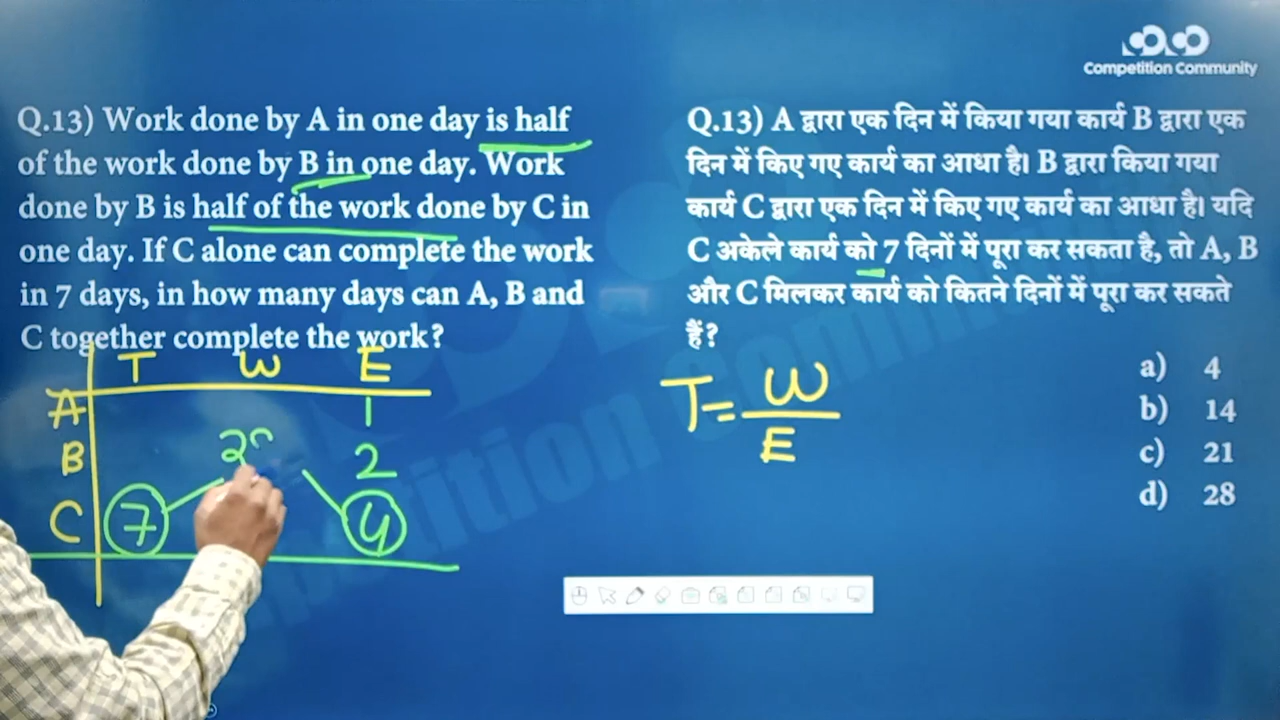 Competition Community
Q.13) Work done by A in one day is half
of the work done by B in one day. Work
done by B is half of the work done by C in
one day. If C alone can complete the work
in 7 days, in how many days can A, B and
C together complete the work?
Q.13) A द्वारा एक दिन में किया गया कार्य B द्वारा एक
दिन में किए गए कार्य का आधा है। B द्वारा किया गया
कार्य C द्वारा एक दिन में किए गए कार्य का आधा है। यदि
C अकेले कार्य को 7 दिनों में पूरा कर सकता है, तो A, B
और C मिलकर कार्य को कितने दिनों में पूरा कर सकते
हैं?
a) 4
b) 14
c) 21
d) 28
T W E
A 1
B 2
C 7 4
T = W
E